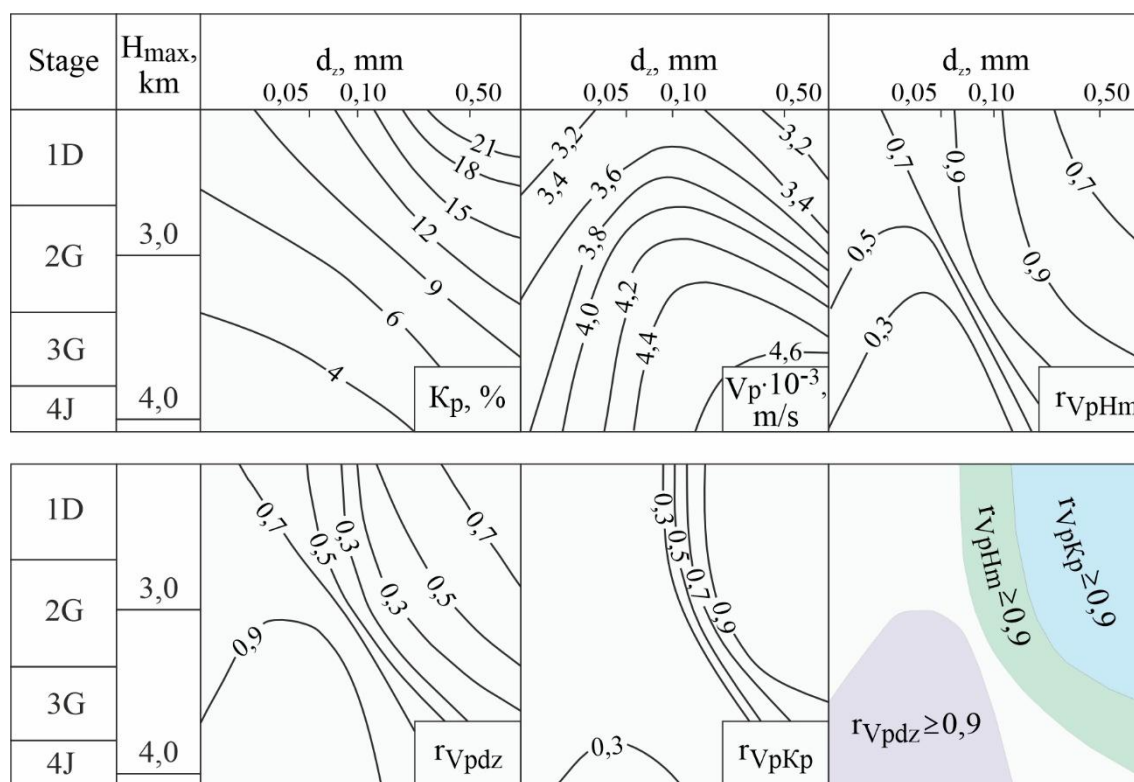 Stage
Hmax,
km
dz, mm
0,05 0,10 0,50
dz, mm
0,05 0,10 0,50
dz, mm
0,05 0,10 0,50
1D
2G
3G
4J
3,0
4,0
21
18
15
12
9
6
4
Kp, %
3,2
3,4
3,6
3,8
4,0
4,2
4,4
4,6
3,2
3,4
Vp·10-3,
m/s
0,7
0,9
0,7
0,5
0,9
0,3
rVpHm
1D
2G
3G
4J
3,0
4,0
0,7
0,5
0,3
0,7
0,5
0,3
0,9
rVpdz
0,3
0,5
0,7
0,9
0,3
rVpKp
rVpKp≥0,9
rVpHm≥0,9
rVpdz≥0,9